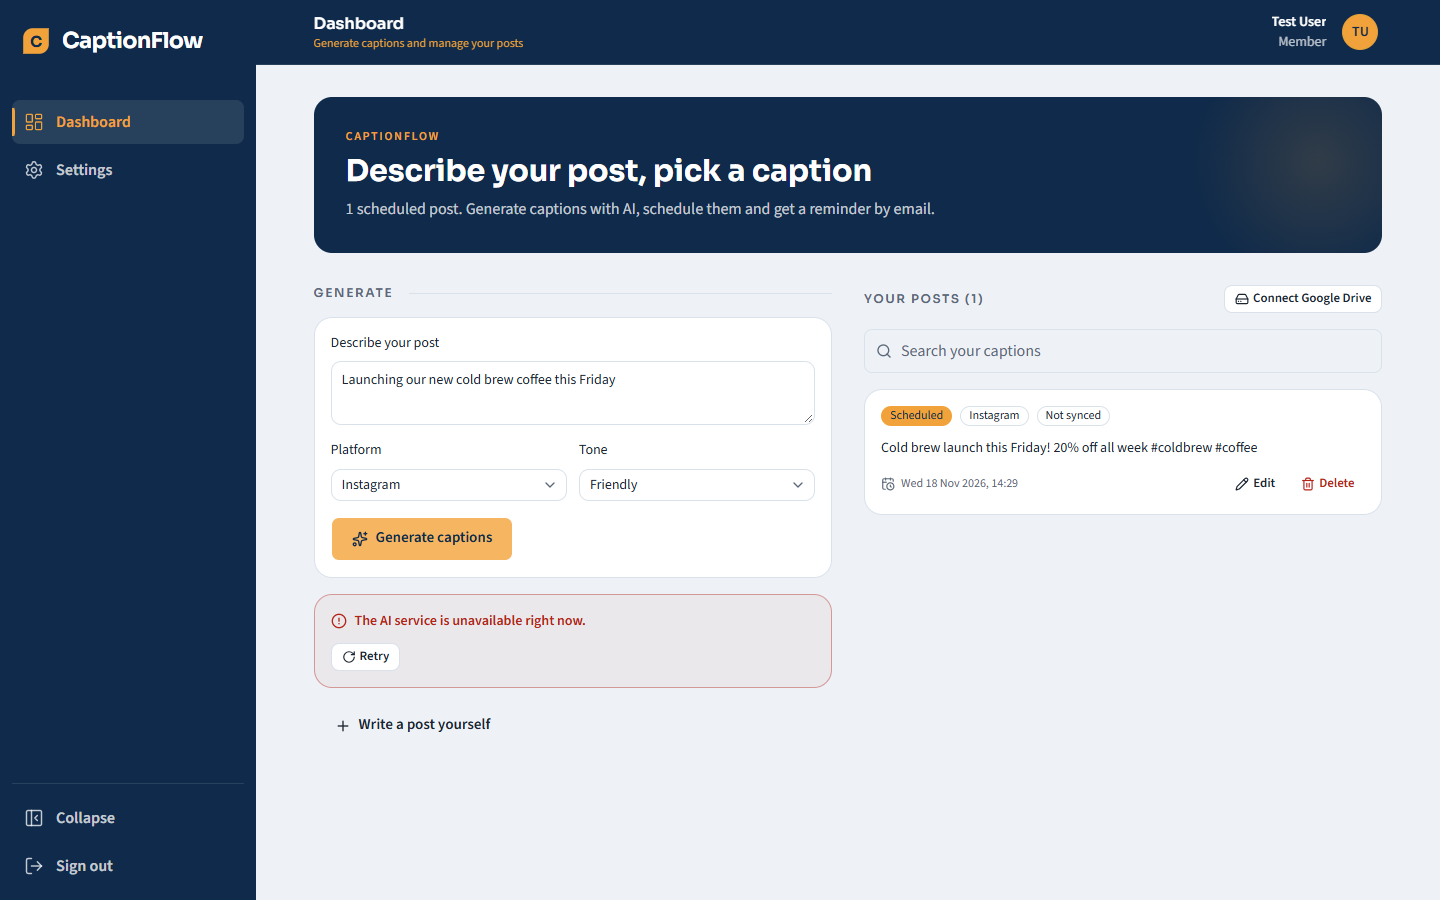 C CaptionFlow
Dashboard
Settings
Collapse
Sign out
Dashboard
Generate captions and manage your posts
Test User
Member
TU
CAPTIONFLOW
Describe your post, pick a caption
1 scheduled post. Generate captions with AI, schedule them and get a reminder by email.
GENERATE
Describe your post
Launching our new cold brew coffee this Friday
Platform Tone
Instagram Friendly
Generate captions
The AI service is unavailable right now.
Retry
Write a post yourself
YOUR POSTS (1)
Connect Google Drive
Search your captions
Scheduled Instagram Not synced
Cold brew launch this Friday! 20% off all week #coldbrew #coffee
Wed 18 Nov 2026, 14:29 Edit Delete